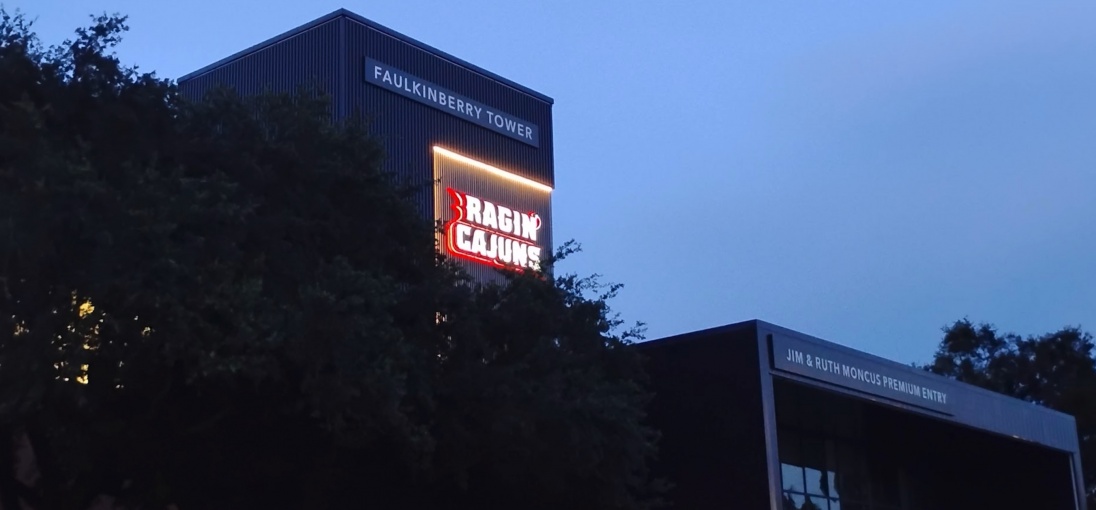 FAULKINBERRY TOWER
RAGIN'
CAJUNS
JIM & RUTH MONCUS PREMIUM ENTRY